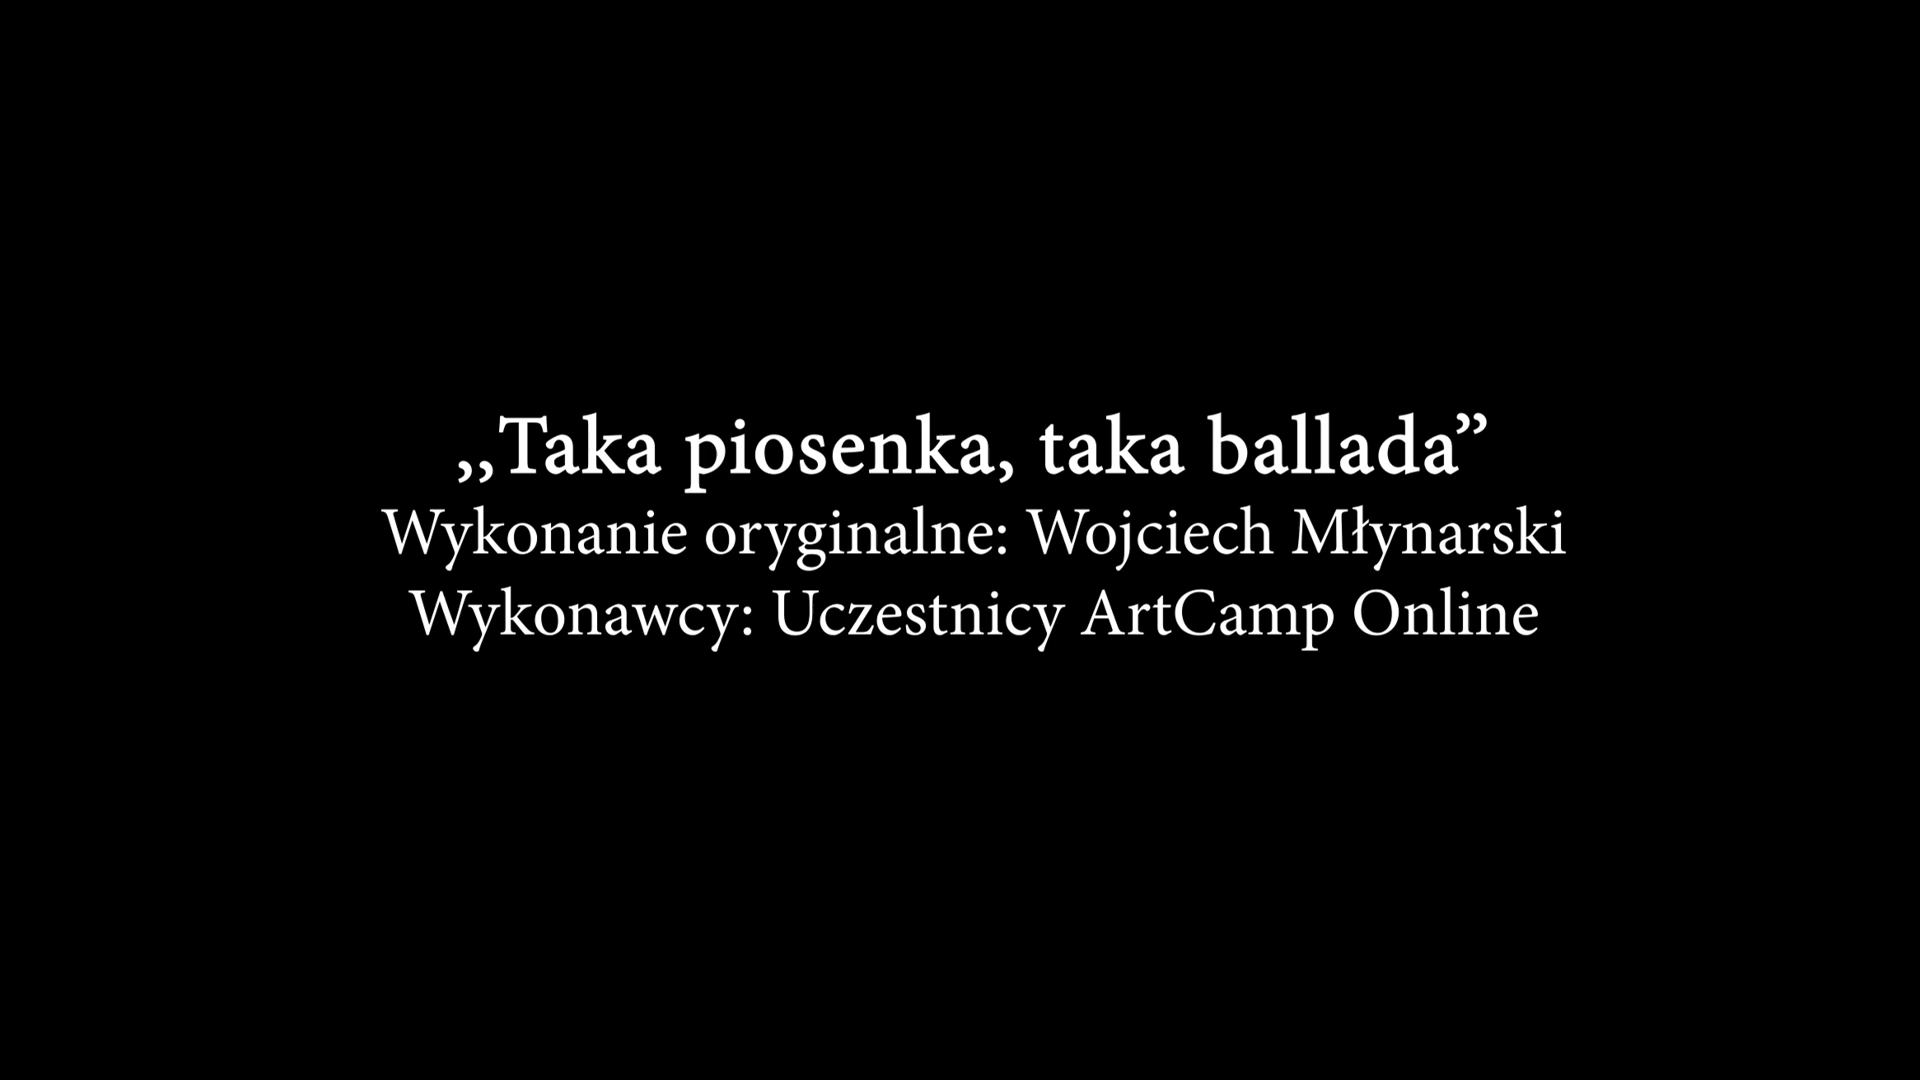 ,,Taka piosenka, taka ballada”
Wykonanie oryginalne: Wojciech Młynarski
Wykonawcy: Uczestnicy ArtCamp Online